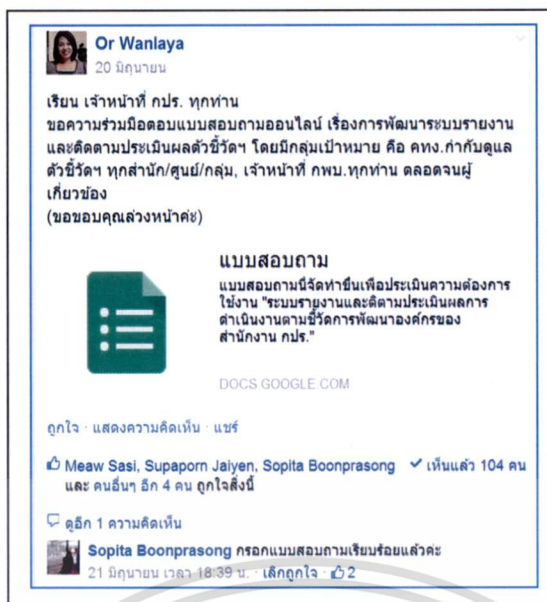 Or Wanlaya
20 มิถุนายน
เรียน เจ้าหน้าที่ กปร. ทุกท่าน
ขอความร่วมมือตอบแบบสอบถามออนไลน์ เรื่องการพัฒนาระบบรายงาน
และติดตามประเมินผลตัวชี้วัดฯ โดยมีกลุ่มเป้าหมาย คือ คทง.กำกับดูแล
ตัวชี้วัดฯ ทุกสำนัก/ศูนย์/กลุ่ม, เจ้าหน้าที่ กพบ.ทุกท่าน ตลอดจนผู้
เกี่ยวข้อง
(ขอขอบคุณล่วงหน้าค่ะ)
แบบสอบถาม
แบบสอบถามนี้จัดทำขึ้นเพื่อประเมินความต้องการ
ใช้งาน "ระบบรายงานและติดตามประเมินผลการ
ดำเนินงานตามชี้วัดการพัฒนาองค์กรของ
สำนักงาน กปร."
DOCS.GOOGLE.COM
ถูกใจ · แสดงความคิดเห็น · แชร์
Meaw Sasi, Supaporn Jaiyen, Sopita Boonprasong ✓ เห็นแล้ว 104 คน
และ คนอื่นๆ อีก 4 คน ถูกใจสิ่งนี้
ดูอีก 1 ความคิดเห็น
Sopita Boonprasong กรอกแบบสอบถามเรียบร้อยแล้วค่ะ
21 มิถุนายน เวลา 18:39 น. · เลิกถูกใจ · 2